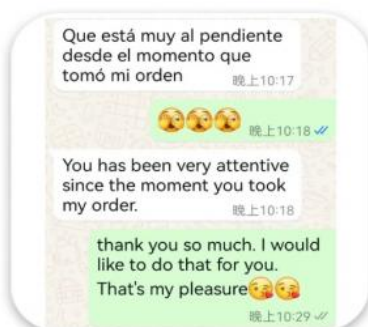 Que está muy al pendiente
desde el momento que
tomó mi orden
晚上10:17
🫣🫣🫣
晚上10:18
You has been very attentive
since the moment you took
my order.
晚上10:18
thank you so much. I would
like to do that for you.
That's my pleasure😘😘
晚上10:29